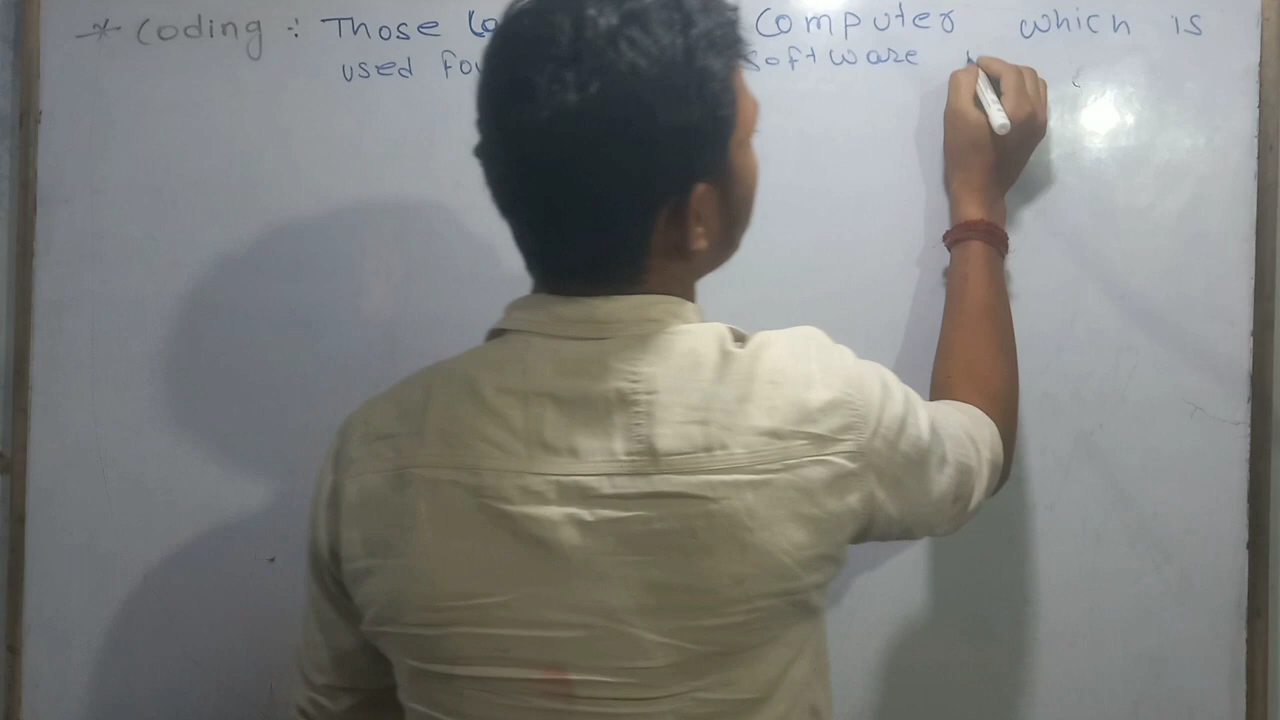 * Coding : Those Computer which is
used software